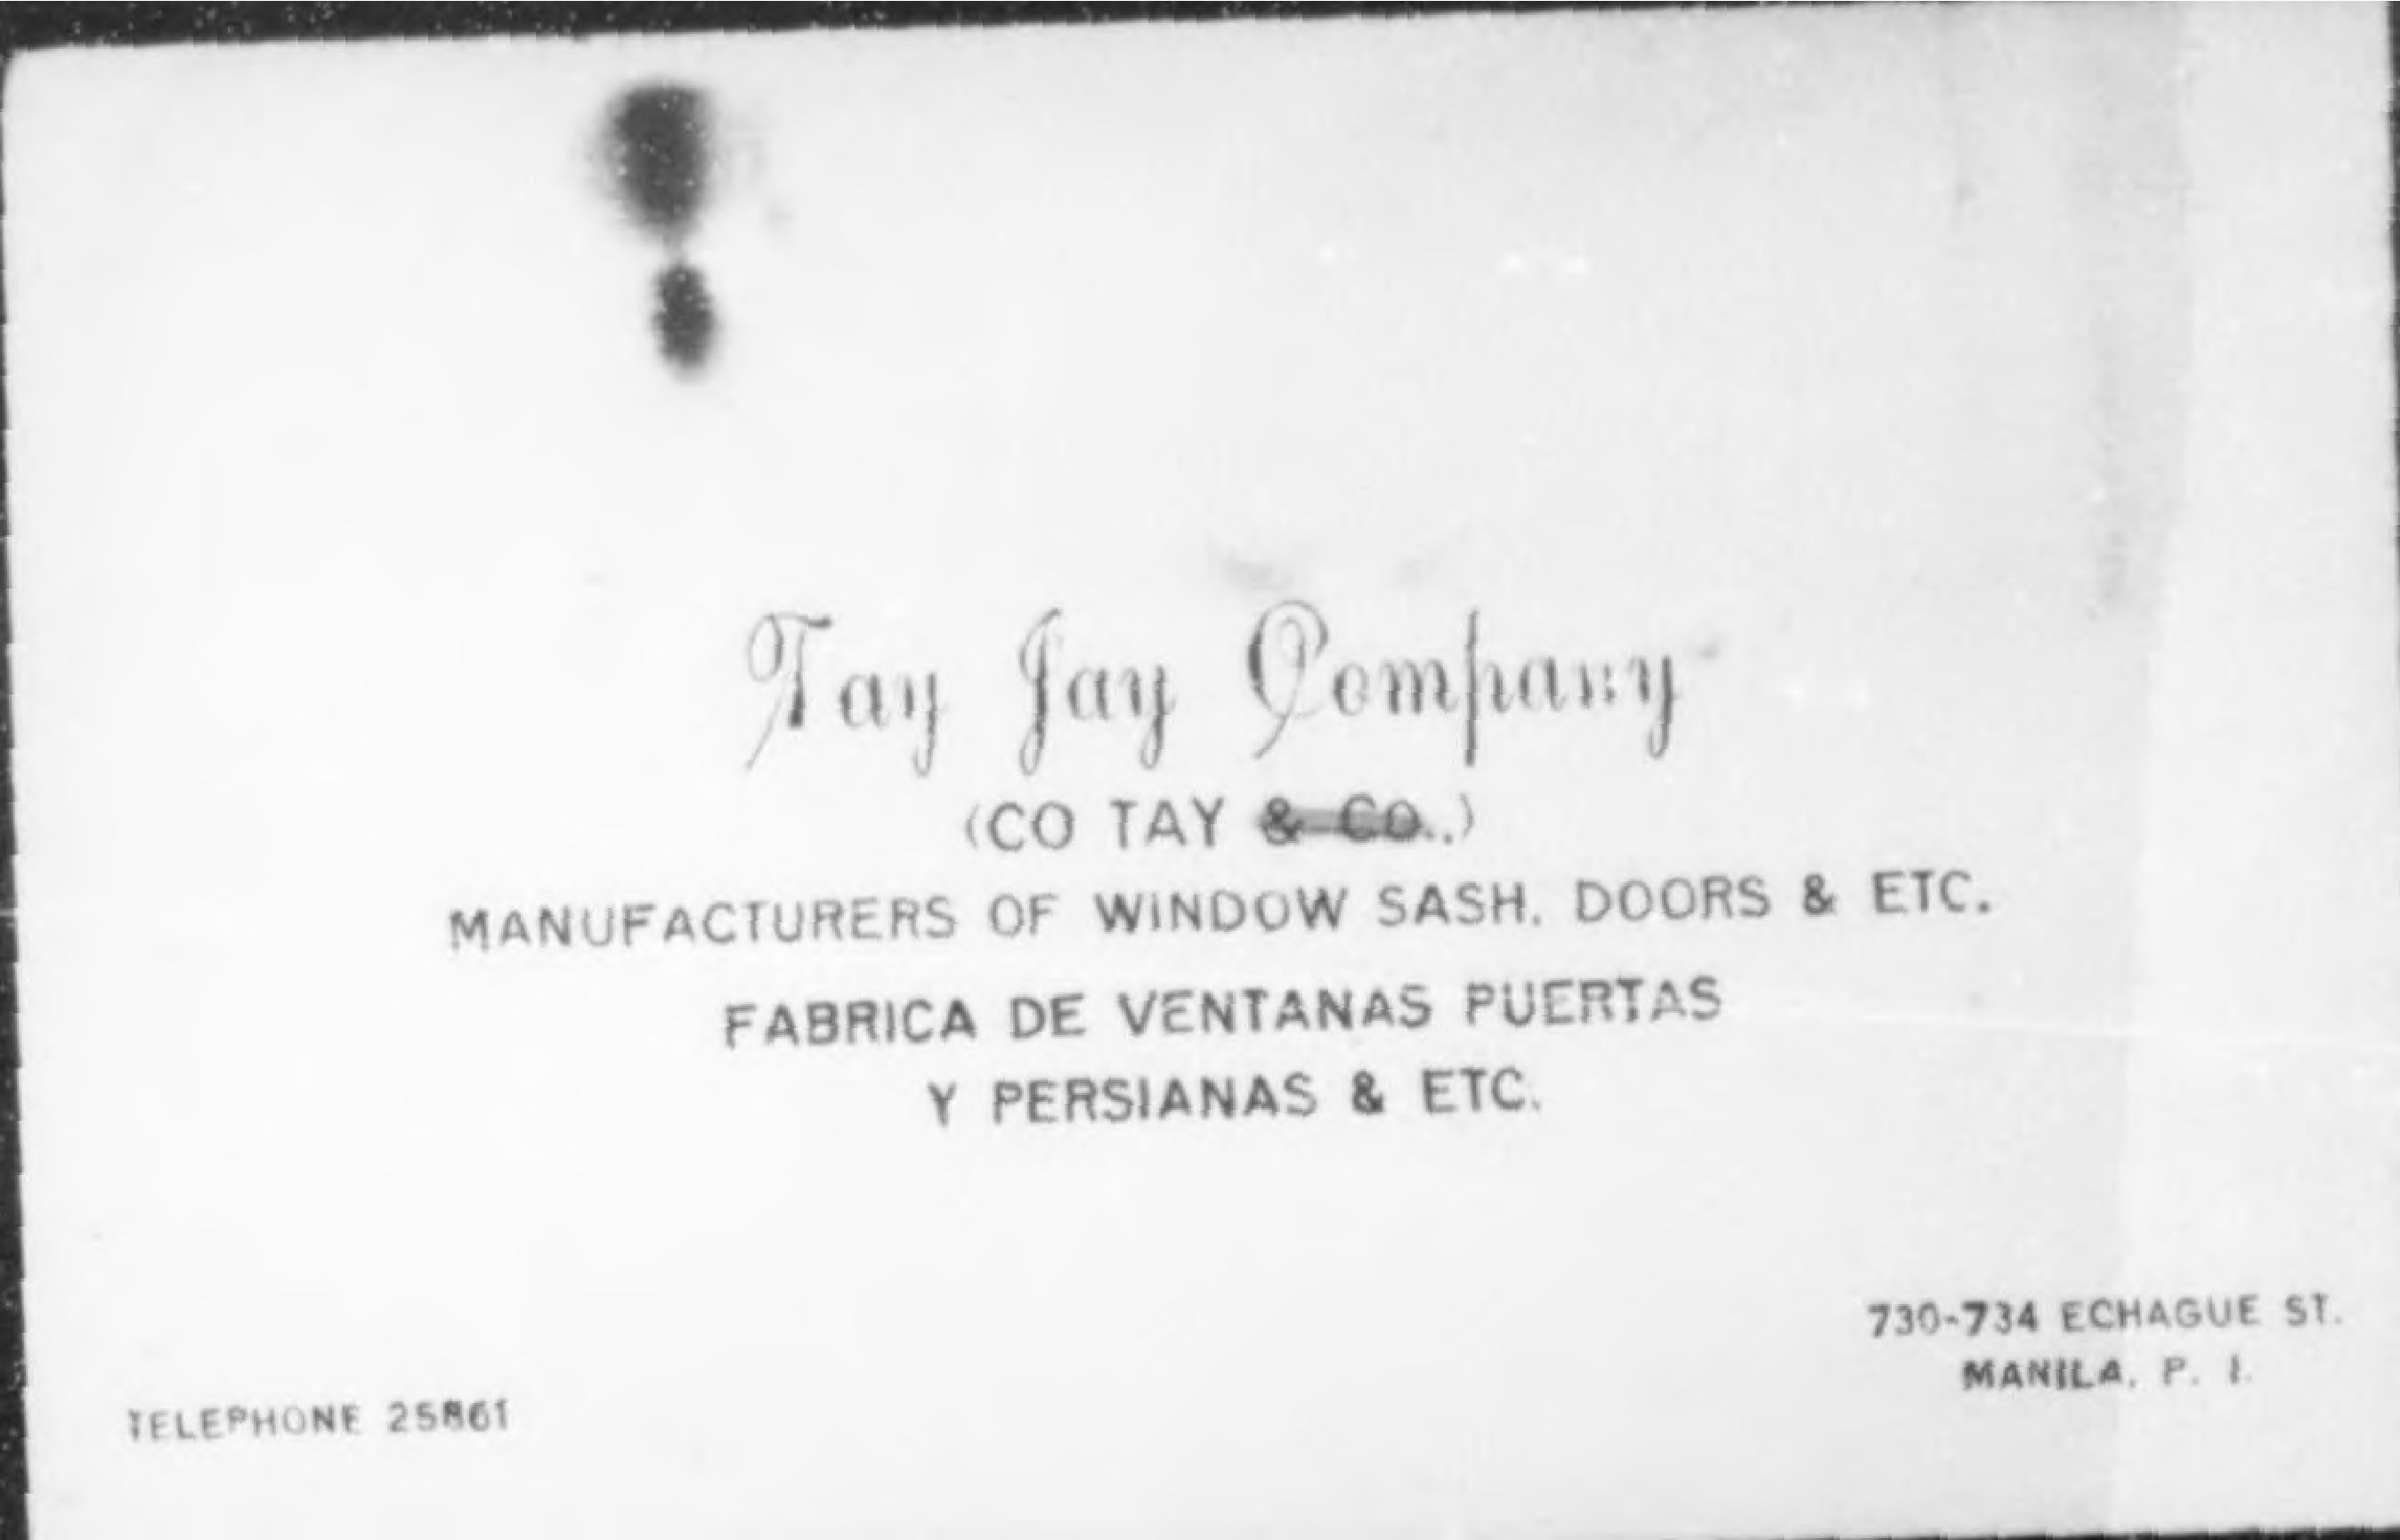 Tay Jay Company
(CO TAY & CO..)
MANUFACTURERS OF WINDOW SASH. DOORS & ETC.
FABRICA DE VENTANAS PUERTAS
Y PERSIANAS & ETC.
730-734 ECHAGUE ST.
MANILA, P. I.
TELEPHONE 25861